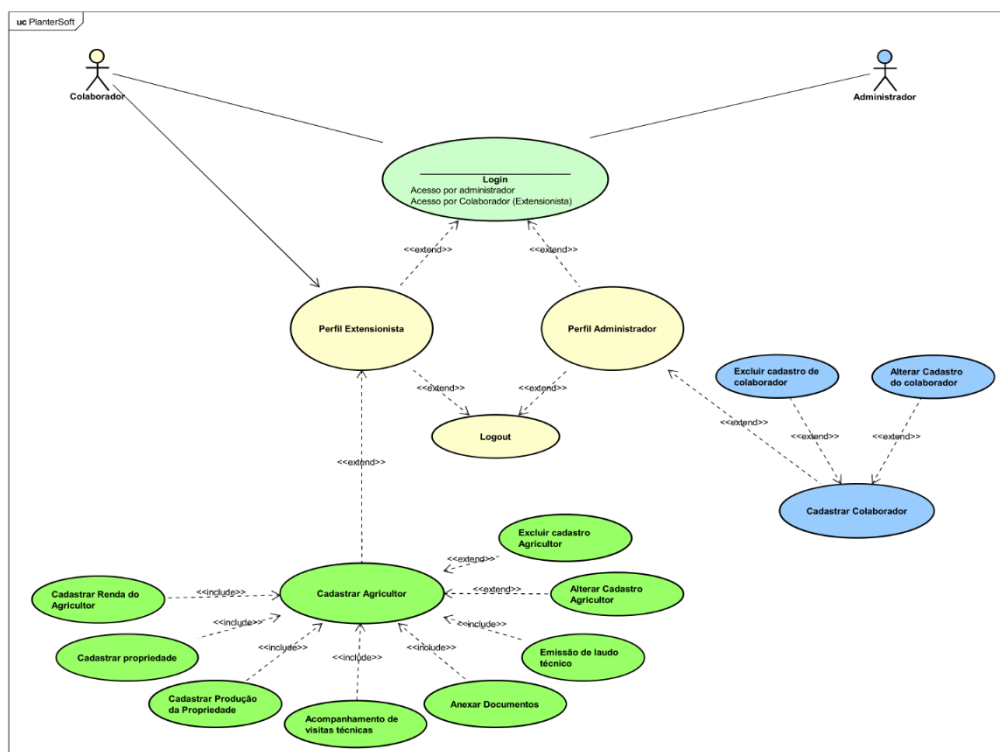 uc PlanterSoft
Colaborador
Administrador
Login
Acesso por administrador
Acesso por Colaborador (Extensionista)
<<extend>>
<<extend>>
Perfil Extensionista
Perfil Administrador
Excluir cadastro de
colaborador
Alterar Cadastro
do colaborador
<<extend>>
<<extend>>
Logout
<<extend>>
<<extend>>
<<extend>>
<<extend>>
Cadastrar Colaborador
Excluir cadastro
Agricultor
<<extend>>
Cadastrar Renda do
Agricultor
<<include>>
Cadastrar Agricultor
<<extend>>
Alterar Cadastro
Agricultor
<<include>>
<<include>>
<<include>>
<<include>>
<<include>>
Cadastrar propriedade
Emissão de laudo
técnico
Cadastrar Produção
da Propriedade
Acompanhamento de
visitas técnicas
Anexar Documentos